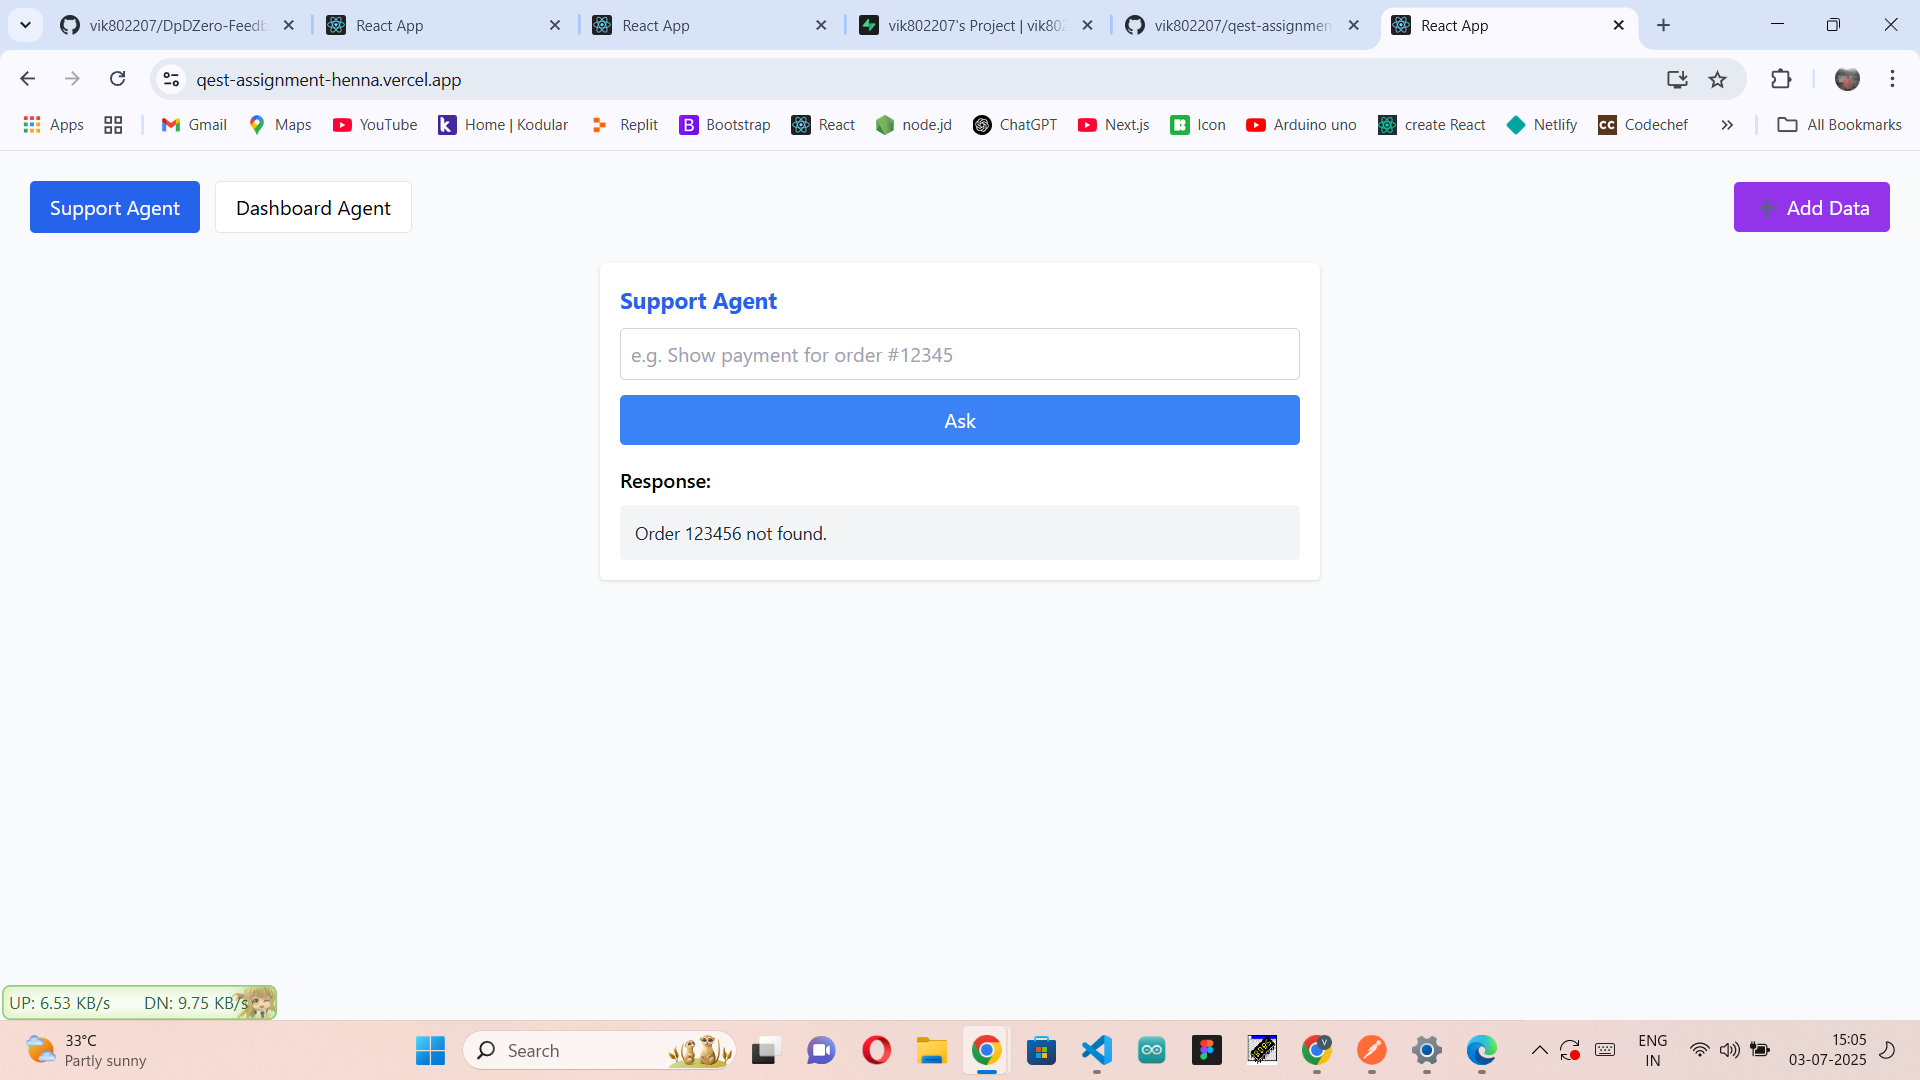 vik802207/DpDZero-Feedb
React App
React App
vik802207's Project | vik802
vik802207/qest-assignmen
React App
qest-assignment-henna.vercel.app
Apps
Gmail
Maps
YouTube
Home | Kodular
Replit
Bootstrap
React
node.jd
ChatGPT
Next.js
Icon
Arduino uno
create React
Netlify
Codechef
All Bookmarks
Support Agent
Dashboard Agent
Add Data
Support Agent
e.g. Show payment for order #12345
Ask
Response:
Order 123456 not found.
UP: 6.53 KB/s DN: 9.75 KB/s
33°C
Partly sunny
Search
ENG
IN
15:05
03-07-2025